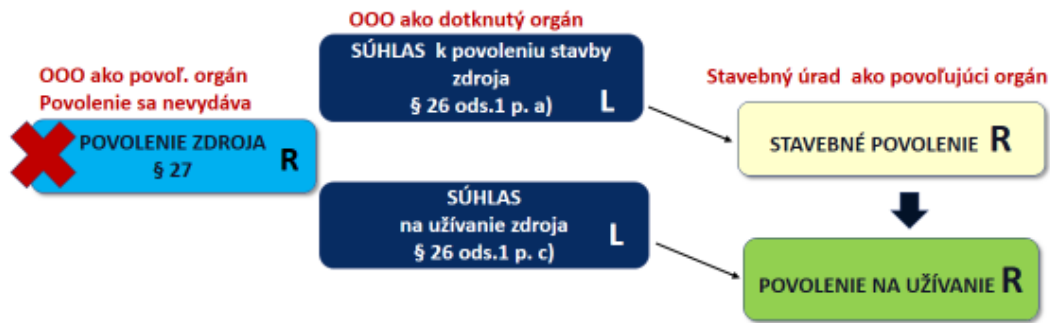 OOO ako povoľ. orgán
Povolenie sa nevydáva
POVOLENIE ZDROJA
§ 27
R
OOO ako dotknutý orgán
SÚHLAS k povoleniu stavby
zdroja
§ 26 ods.1 p. a)
L
SÚHLAS
na užívanie zdroja
§ 26 ods.1 p. c)
L
Stavebný úrad ako povoľujúci orgán
STAVEBNÉ POVOLENIE R
POVOLENIE NA UŽÍVANIE R